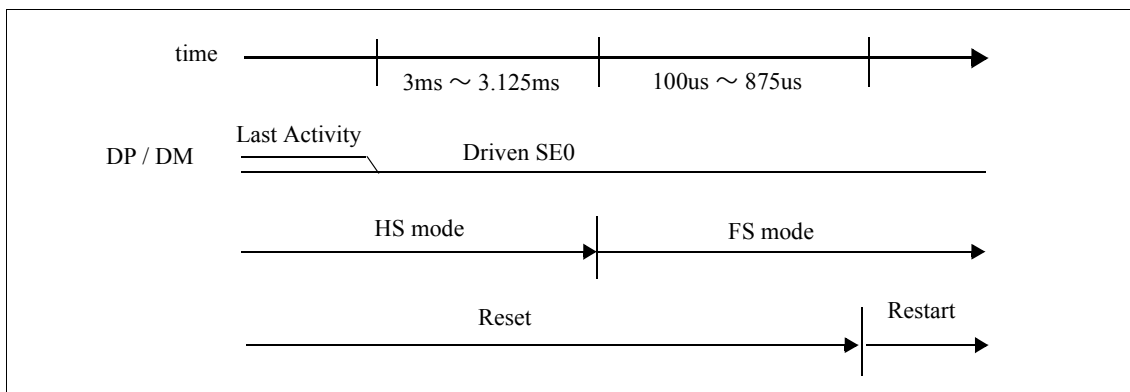 time
3ms ～ 3.125ms
100us ～ 875us
Last Activity
DP / DM
Driven SE0
HS mode
FS mode
Reset
Restart